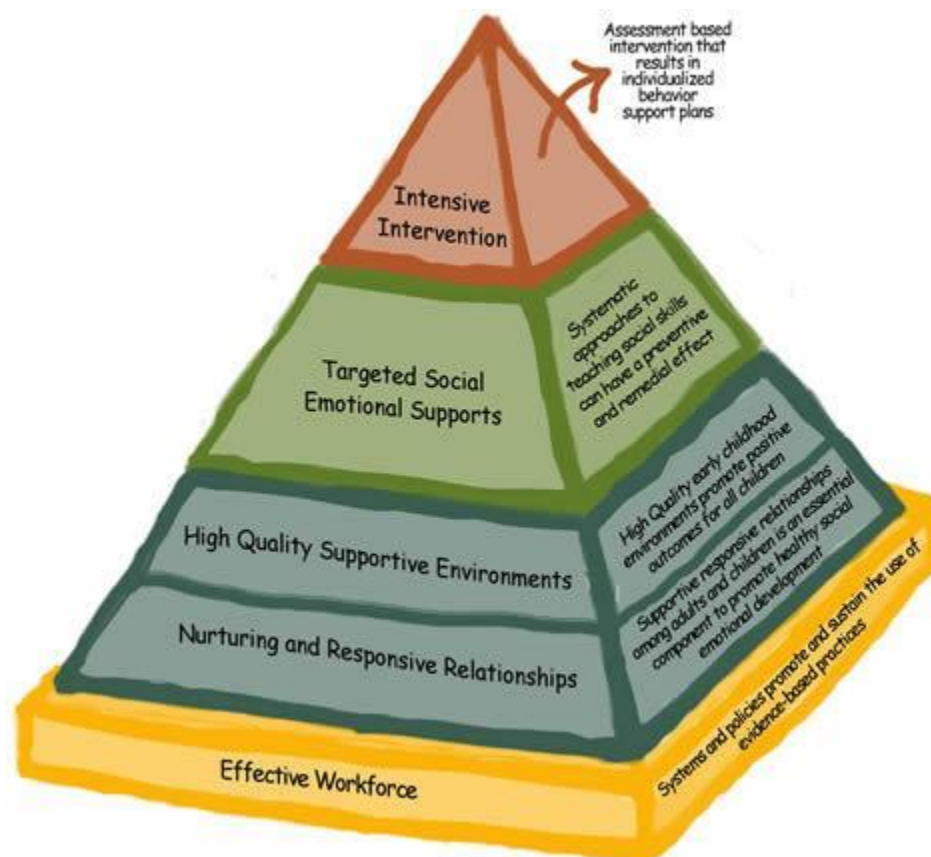 Assessment based
intervention that
results in
individualized
behavior
support plans
Intensive
Intervention
Systematic
approaches to
teaching social skills
can have a preventive
and remedial effect
Targeted Social
Emotional Supports
High Quality early childhood
environments promote positive
outcomes for all children
High Quality Supportive Environments
Supportive responsive relationships
among adults and children is an essential
component to promote healthy social
emotional development
Nurturing and Responsive Relationships
Systems and policies promote and sustain the use of
evidence-based practices
Effective Workforce